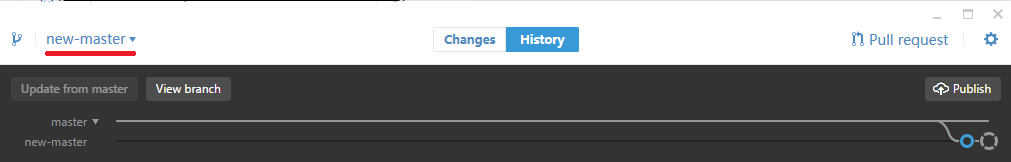 new-master
Changes
History
Pull request
Update from master
View branch
Publish
master
new-master